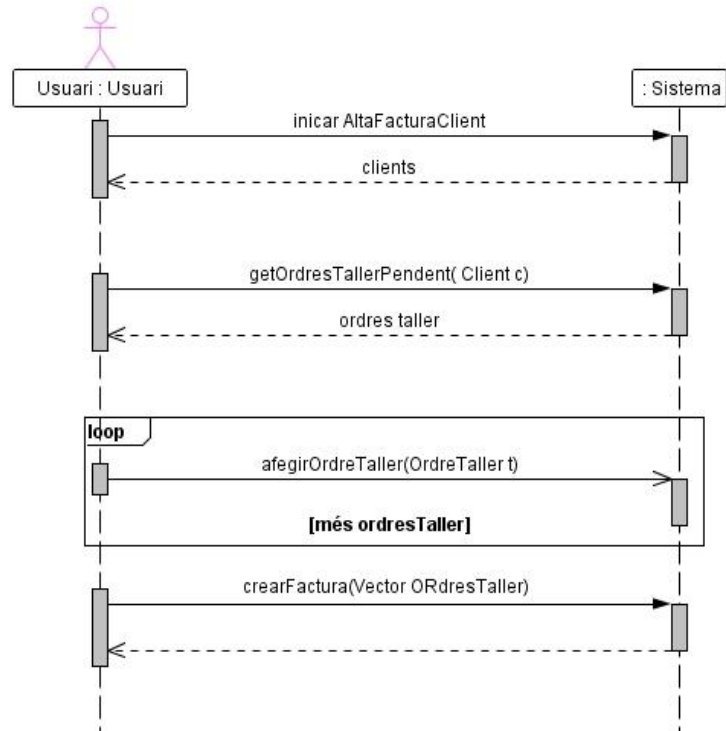 Usuari : Usuari
: Sistema
inicar AltaFacturaClient
clients
getOrdresTallerPendent( Client c)
ordres taller
loop
afegirOrdreTaller(OrdreTaller t)
[més ordresTaller]
crearFactura(Vector ORdresTaller)